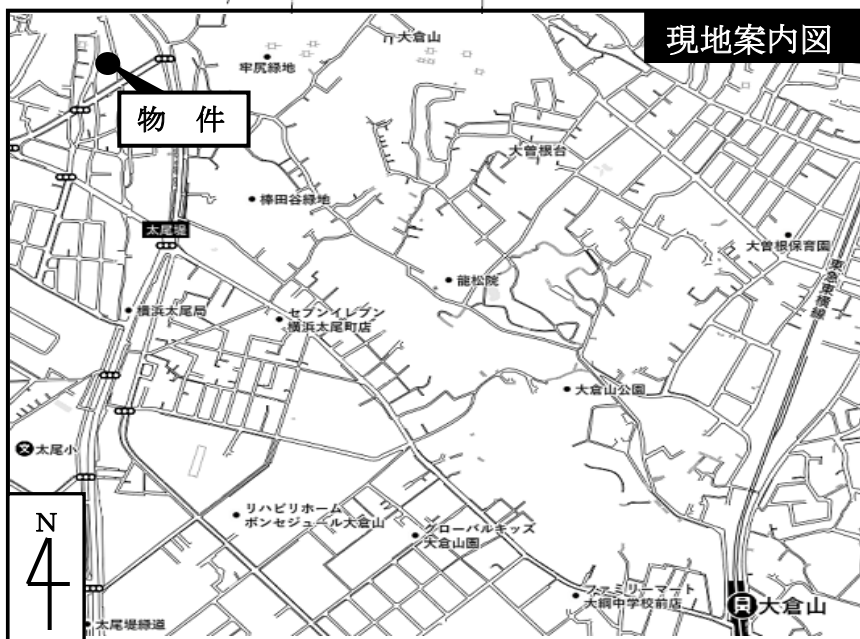 現地案内図
大倉山
牢尻緑地
物 件
大曽根台
棒田谷緑地
太尾堤
大曽根保育園
東急東横線
龍松院
横浜太尾局
セブンイレブン
横浜太尾町店
大倉山公園
太尾小
リハビリホーム
ボンセジュール大倉山
グローバルキッズ
大倉山園
N
ファミリーマート
大綱中学校前店
大倉山
太尾堤緑道